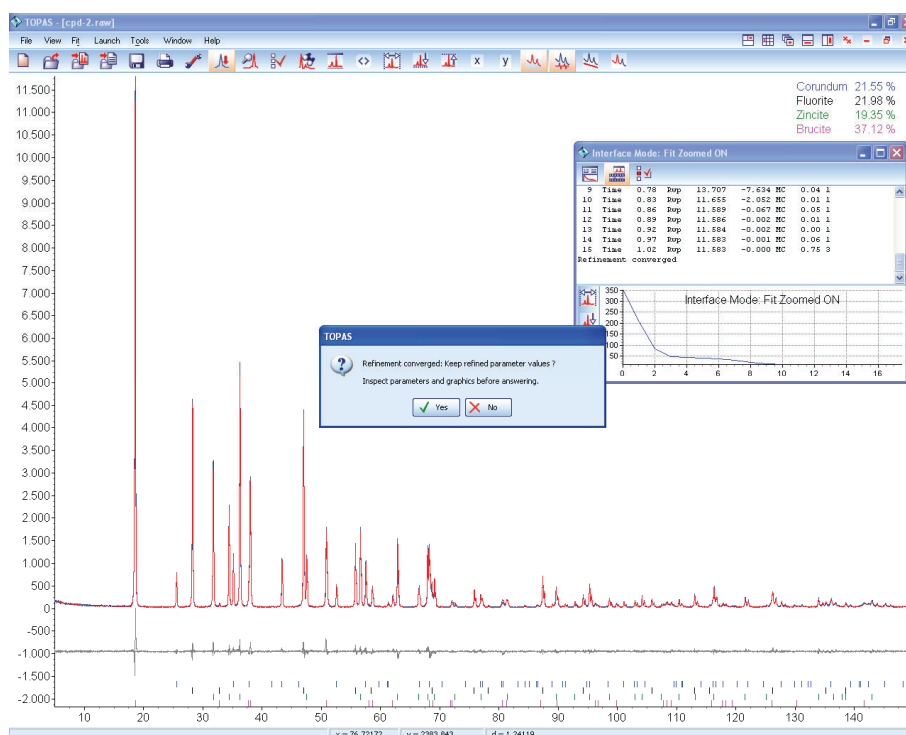 TOPAS - [cpd-2.raw]
File View Fit Launch Tools Window Help
x y
Corundum 21.55 %
Fluorite 21.98 %
Zincite 19.35 %
Brucite 37.12 %
11.500
11.000
10.500
10.000
9.500
9.000
8.500
8.000
7.500
7.000
6.500
6.000
5.500
5.000
4.500
4.000
3.500
3.000
2.500
2.000
1.500
1.000
500
0
-500
-1.000
-1.500
-2.000
Interface Mode: Fit Zoomed ON
9 Time 0.78 Rwp 13.707 -7.634 MC 0.04 1
10 Time 0.83 Rwp 11.655 -2.052 MC 0.01 1
11 Time 0.86 Rwp 11.589 -0.067 MC 0.05 1
12 Time 0.89 Rwp 11.586 -0.002 MC 0.01 1
13 Time 0.92 Rwp 11.584 -0.002 MC 0.00 1
14 Time 0.97 Rwp 11.583 -0.001 MC 0.06 1
15 Time 1.02 Rwp 11.583 -0.000 MC 0.75 3
Refinement converged
Interface Mode: Fit Zoomed ON
350
300
250
200
150
100
50
0 2 4 6 8 10 12 14 16
TOPAS
Refinement converged: Keep refined parameter values ?
Inspect parameters and graphics before answering.
Yes No
10 20 30 40 50 60 70 80 90 100 110 120 130 140
x = 76.72172 y = 2383.843 d = 1.24119